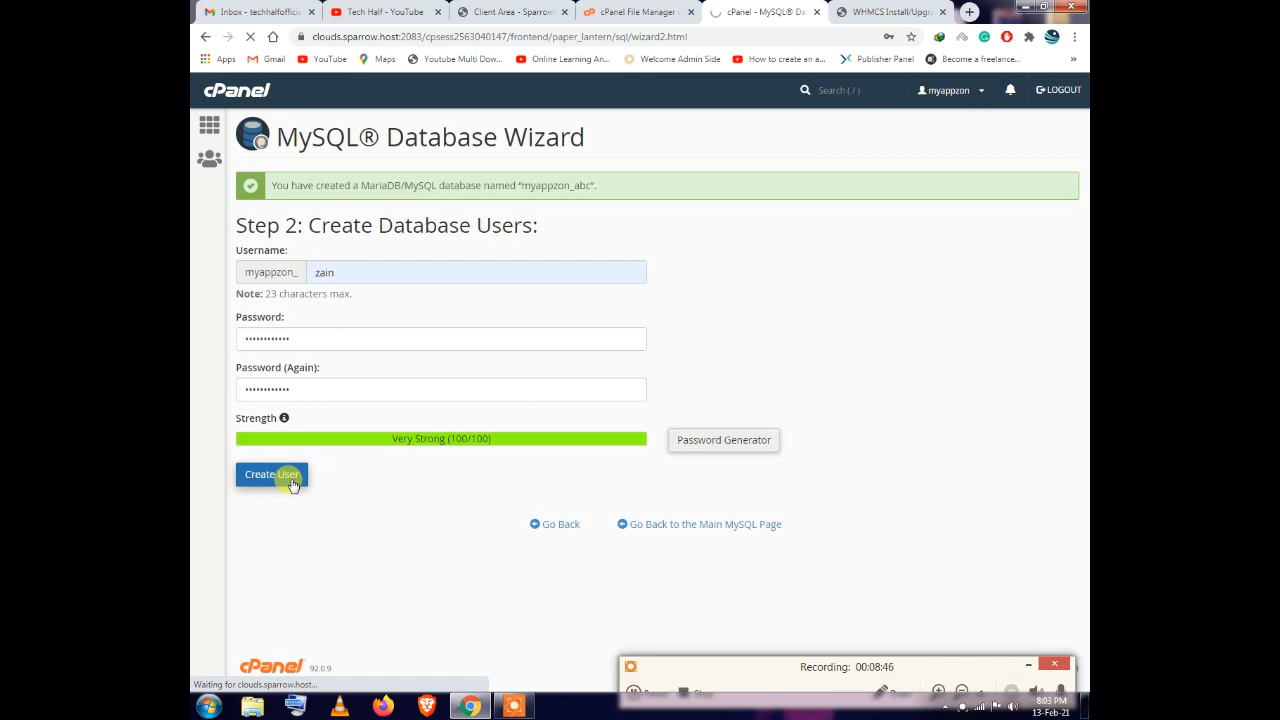 Inbox - techhalfofficia
Tech Half - YouTube
Client Area - Sparrow
cPanel File Manager v
cPanel - MySQL® Da
WHMCS Install/Upgr
clouds.sparrow.host:2083/cpsess2563040147/frontend/paper_lantern/sql/wizard2.html
Apps
Gmail
YouTube
Maps
Youtube Multi Dow...
Online Learning An...
Welcome Admin Side
How to create an a...
Publisher Panel
Become a freelance...
»
cPanel
Search ( / )
myappzon
LOGOUT
MySQL® Database Wizard
You have created a MariaDB/MySQL database named “myappzon_abc”.
Step 2: Create Database Users:
Username:
myappzon_ zain
Note: 23 characters max.
Password:
••••••••••••
Password (Again):
••••••••••••
Strength
Very Strong (100/100)
Password Generator
Create User
Go Back
Go Back to the Main MySQL Page
cPanel 92.0.9
Recording: 00:08:46
Waiting for clouds.sparrow.host...
8:03 PM
13-Feb-21